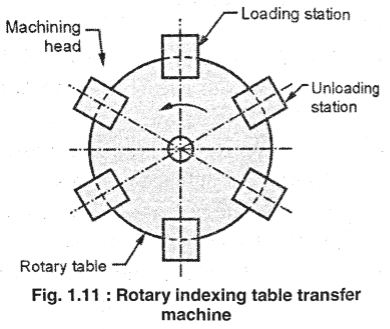 Loading station
Machining
head
Unloading
station
Rotary table
Fig. 1.11 : Rotary indexing table transfer
machine